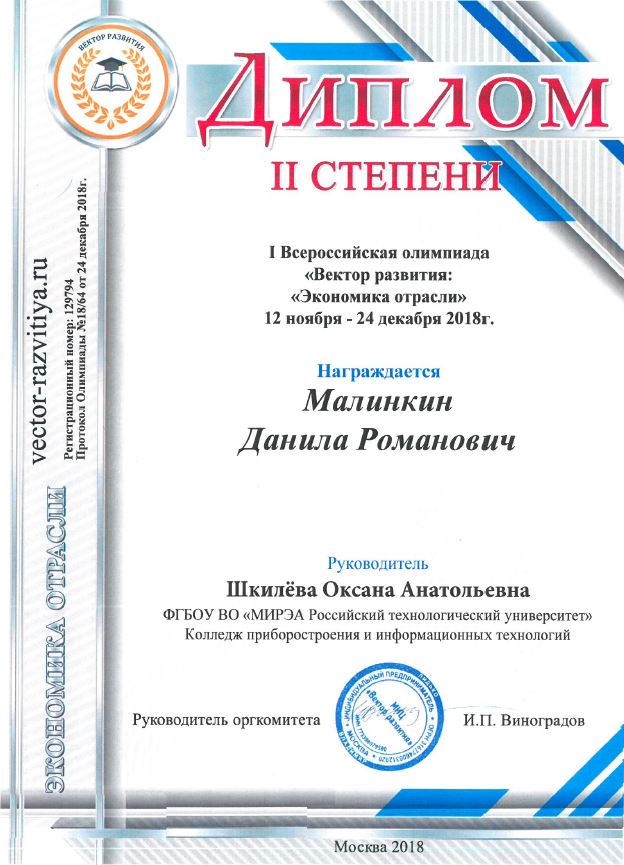 ВЕКТОР РАЗВИТИЯ
ДИПЛОМ
II СТЕПЕНИ
I Всероссийская олимпиада
«Вектор развития:
«Экономика отрасли»
12 ноября - 24 декабря 2018г.
Награждается
Малинкин
Данила Романович
Руководитель
Шкилёва Оксана Анатольевна
ФГБОУ ВО «МИРЭА Российский технологический университет»
Колледж приборостроения и информационных технологий
Руководитель оргкомитета
И.П. Виноградов
ИНДИВИДУАЛЬНЫЙ ПРЕДПРИНИМАТЕЛЬ
МИЦ
«Вектор развития»
МОСКВА
Москва 2018
vector-razvitiya.ru
Регистрационный номер: 129794
Протокол Олимпиады №18/64 от 24 декабря 2018г.
ЭКОНОМИКА ОТРАСЛИ